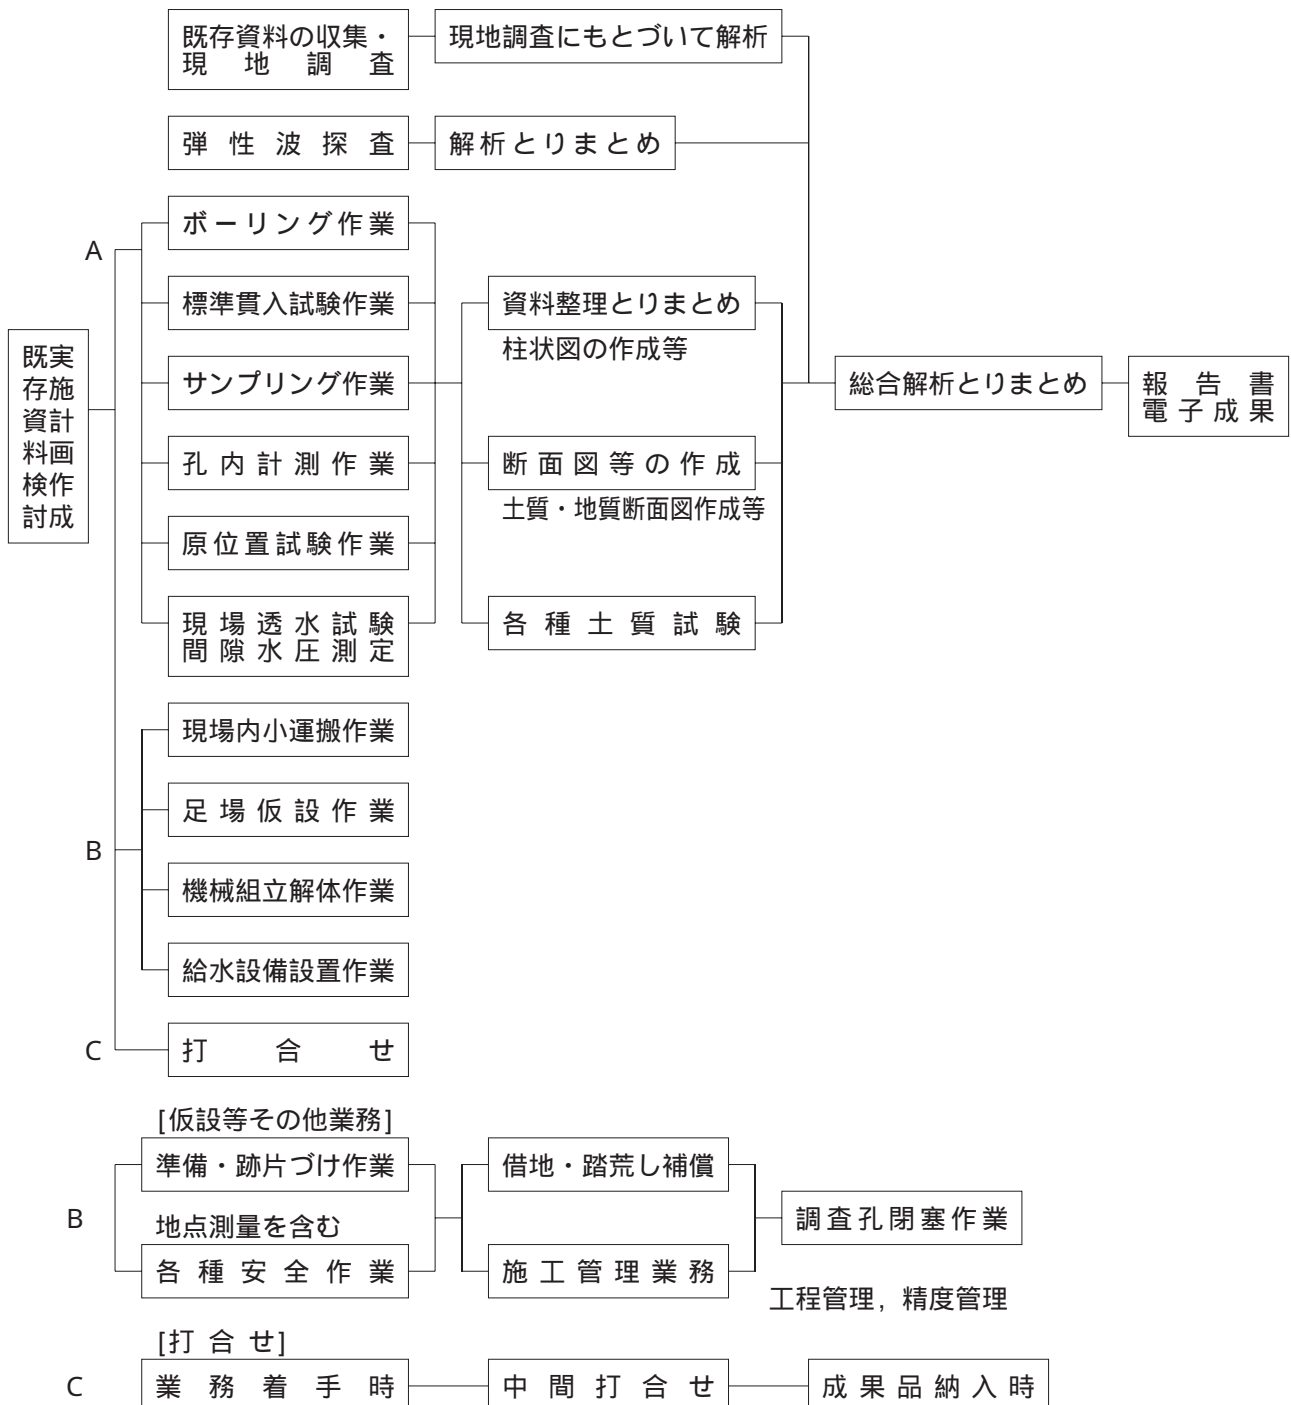 既存資料の収集・
現地調査
現地調査にもとづいて解析
弾性波探査
解析とりまとめ
A
ボーリング作業
標準貫入試験作業
サンプリング作業
孔内計測作業
原位置試験作業
現場透水試験
間隙水圧測定
資料整理とりまとめ
柱状図の作成等
断面図等の作成
土質・地質断面図作成等
各種土質試験
総合解析とりまとめ
報告書
電子成果
実施計画作成
既存資料検討
B
現場内小運搬作業
足場仮設作業
機械組立解体作業
給水設備設置作業
C
打合せ
[仮設等その他業務]
B
準備・跡片づけ作業
地点測量を含む
各種安全作業
借地・踏荒し補償
施工管理業務
調査孔閉塞作業
工程管理，精度管理
[打合せ]
C
業務着手時
中間打合せ
成果品納入時